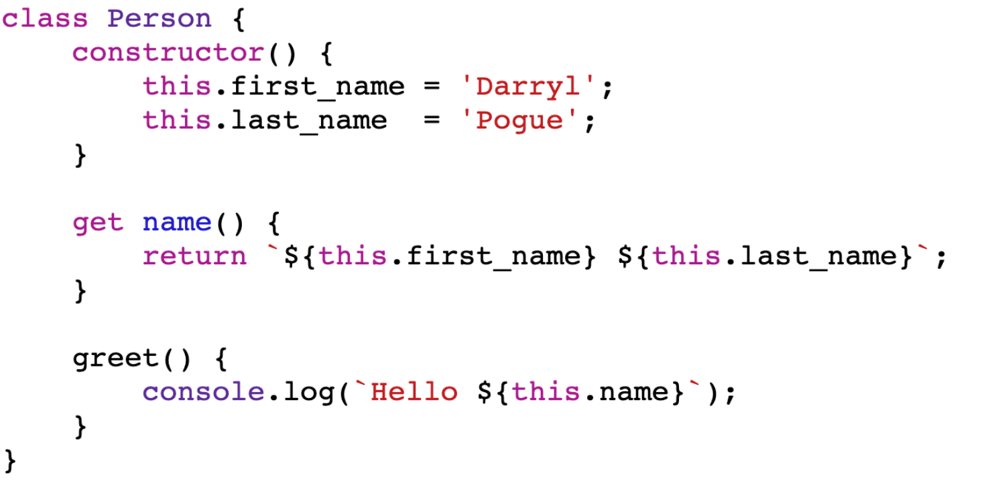 class Person {
    constructor() {
        this.first_name = 'Darryl';
        this.last_name  = 'Pogue';
    }

    get name() {
        return `${this.first_name} ${this.last_name}`;
    }

    greet() {
        console.log(`Hello ${this.name}`);
    }
}